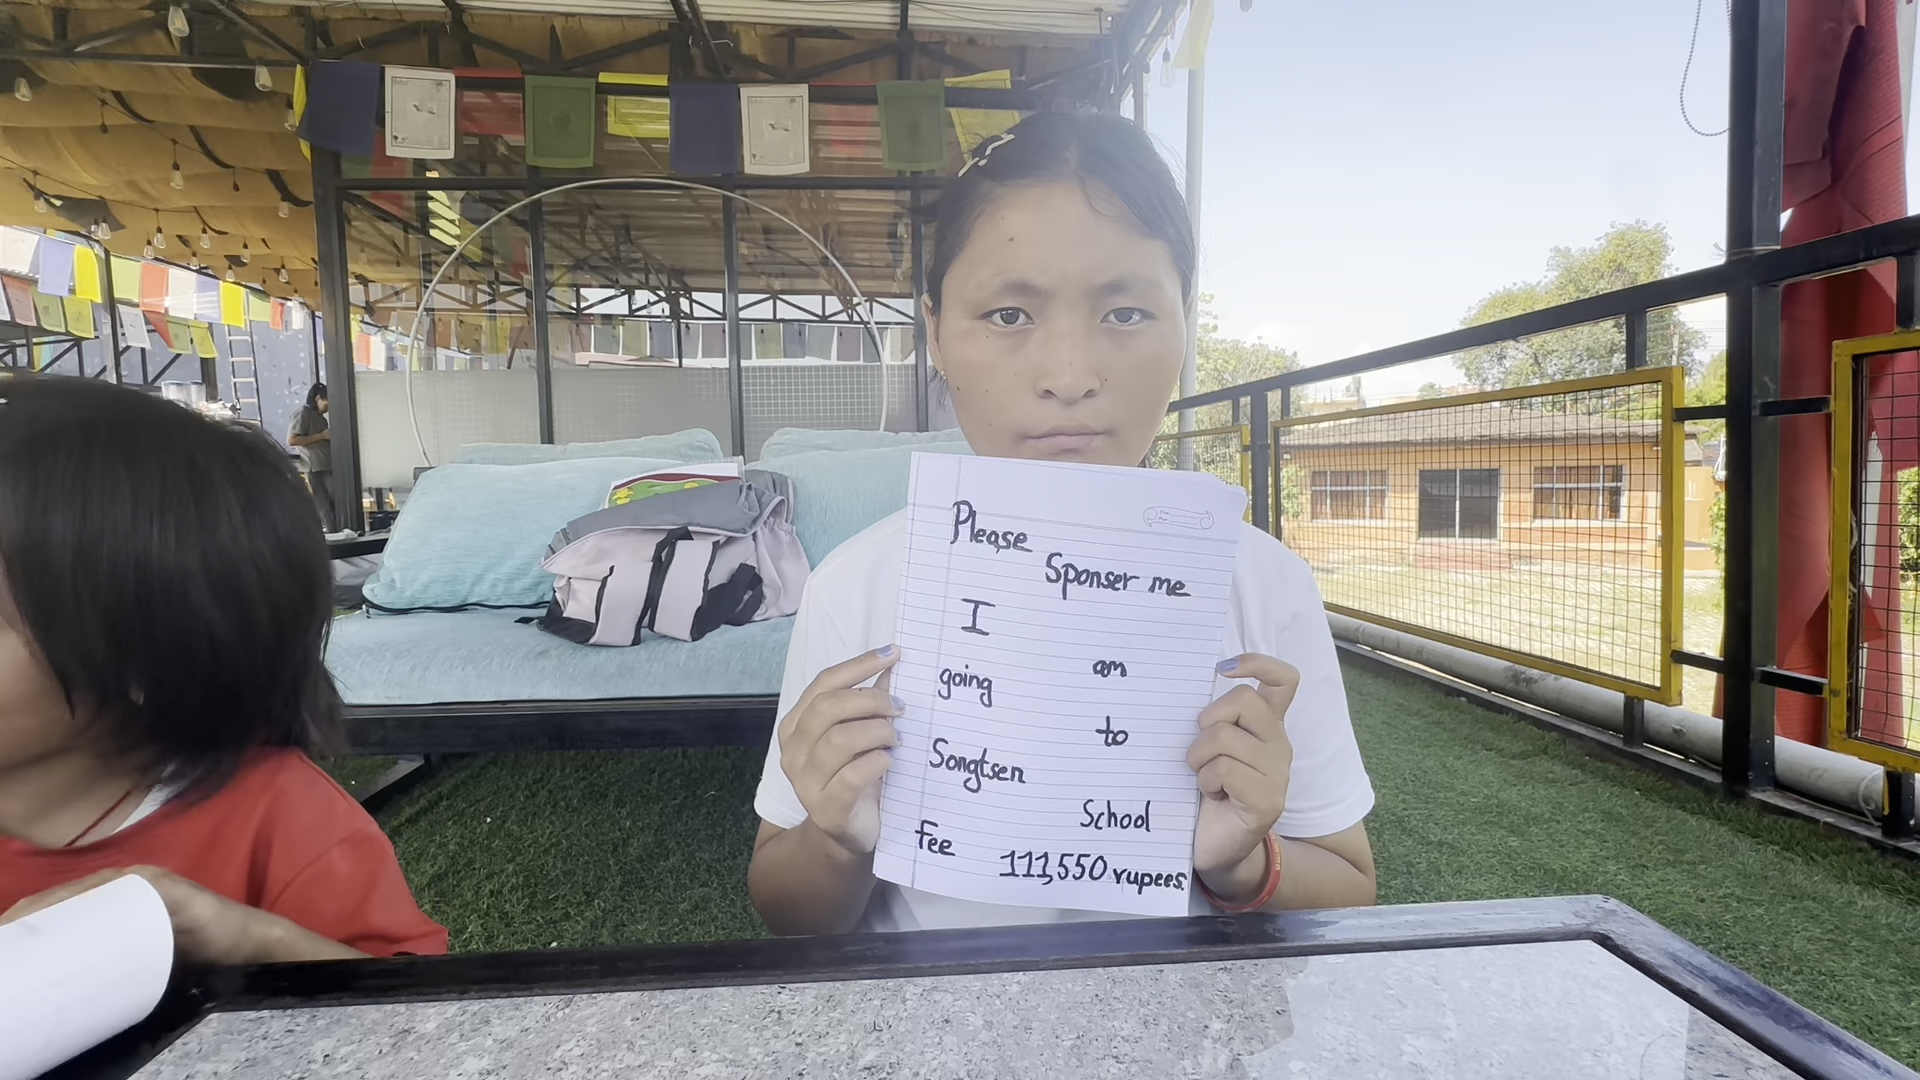 Please
Sponser me
I
am
going
to
Songtsen
School
Fee 111,550 rupees.